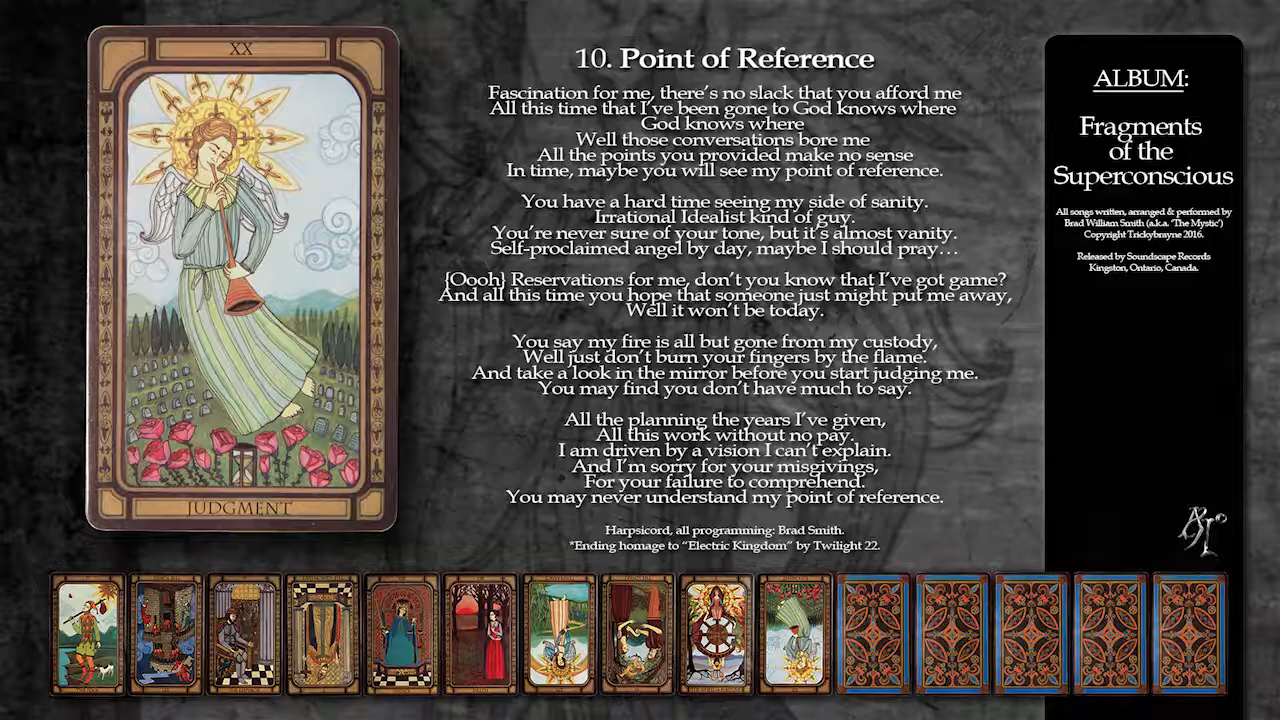 XX
JUDGMENT
10. Point of Reference
Fascination for me, there's no slack that you afford me
All this time that I've been gone to God knows where
God knows where
Well those conversations bore me
All the points you provided make no sense
In time, maybe you will see my point of reference.
You have a hard time seeing my side of sanity.
Irrational Idealist kind of guy.
You're never sure of your tone, but it's almost vanity.
Self-proclaimed angel by day, maybe I should pray…
{Oooh} Reservations for me, don't you know that I've got game?
And all this time you hope that someone just might put me away,
Well it won't be today.
You say my fire is all but gone from my custody,
Well just don't burn your fingers by the flame.
And take a look in the mirror before you start judging me.
You may find you don't have much to say.
All the planning the years I've given,
All this work without no pay.
I am driven by a vision I can't explain.
And I'm sorry for your misgivings,
For your failure to comprehend.
You may never understand my point of reference.
Harpsicord, all programming: Brad Smith.
*Ending homage to "Electric Kingdom" by Twilight 22.
ALBUM:
Fragments
of the
Superconscious
All songs written, arranged & performed by
Brad William Smith (a.k.a. 'The Mystic')
Copyright Trickybrayne 2016.
Released by Soundscape Records
Kingston, Ontario, Canada.